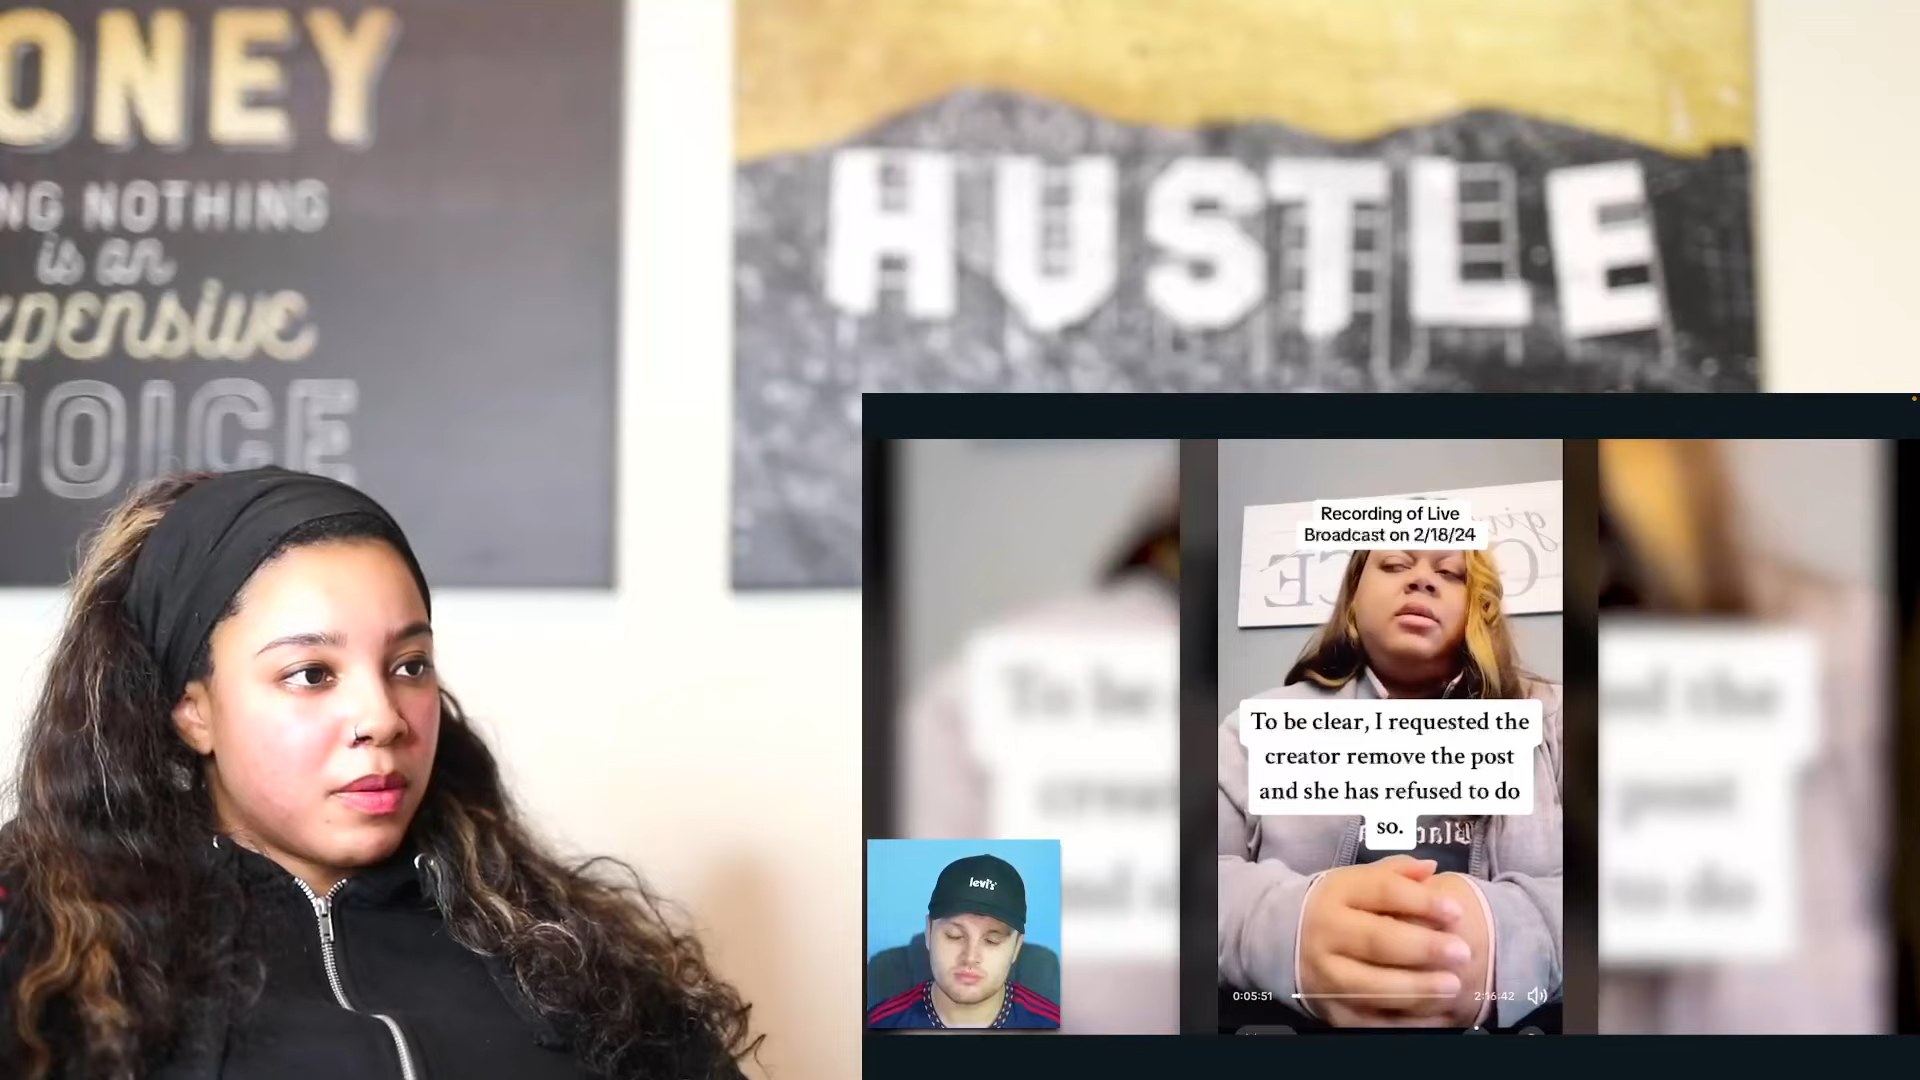 ONEY
NG NOTHING
is an
xpensive
HOICE
HUSTLE
Recording of Live
Broadcast on 2/18/24
To be clear, I requested the
creator remove the post
and she has refused to do
so.
levi's
0:05:51
2:16:42